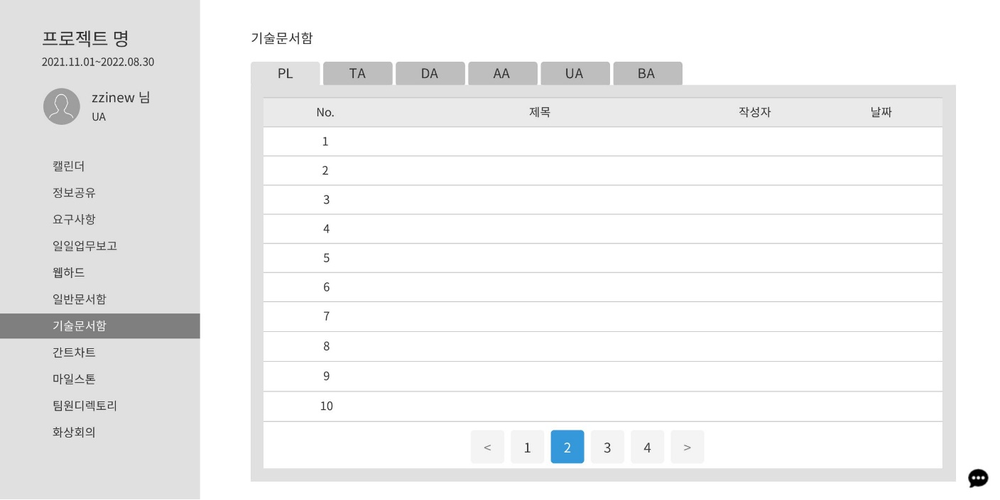 프로젝트 명
2021.11.01~2022.08.30
zzinew 님
UA
캘린더
정보공유
요구사항
일일업무보고
웹하드
일반문서함
기술문서함
간트차트
마일스톤
팀원디렉토리
화상회의
기술문서함
PL TA DA AA UA BA
No. 제목 작성자 날짜
1
2
3
4
5
6
7
8
9
10
< 1 2 3 4 >